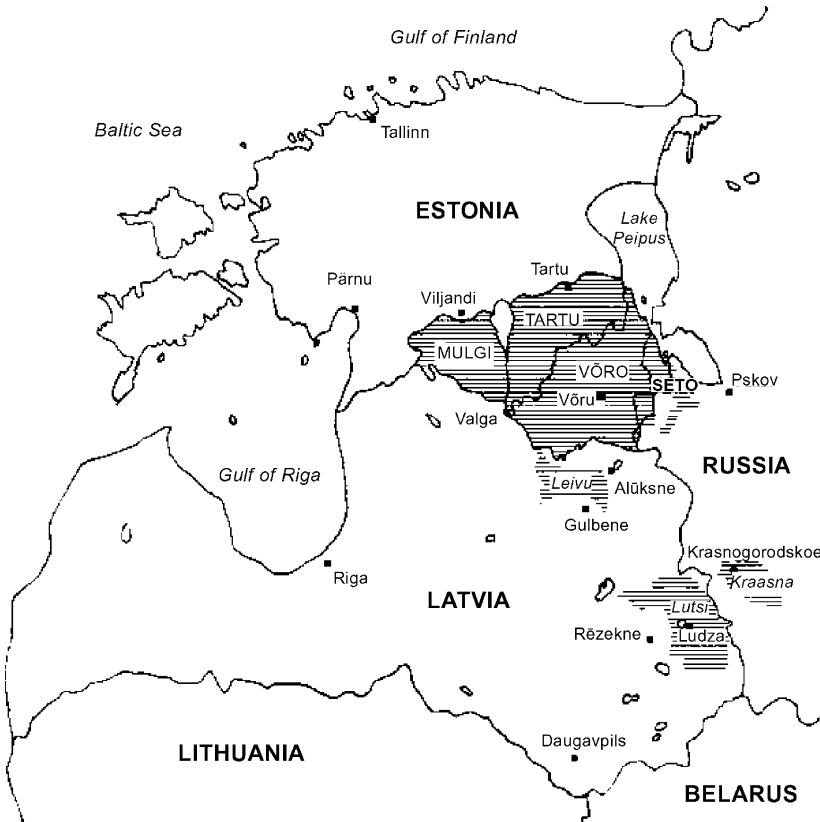 Gulf of Finland
Baltic Sea
Tallinn
ESTONIA
Lake
Peipus
Tartu
Pärnu
Viljandi
TARTU
MULGI
VÕRO
SETO
Pskov
Võru
Valga
Gulf of Riga
RUSSIA
Leivu
Alūksne
Gulbene
Krasnogorodskoe
Kraasna
Riga
LATVIA
Lutsi
Rēzekne
Ludza
Daugavpils
LITHUANIA
BELARUS